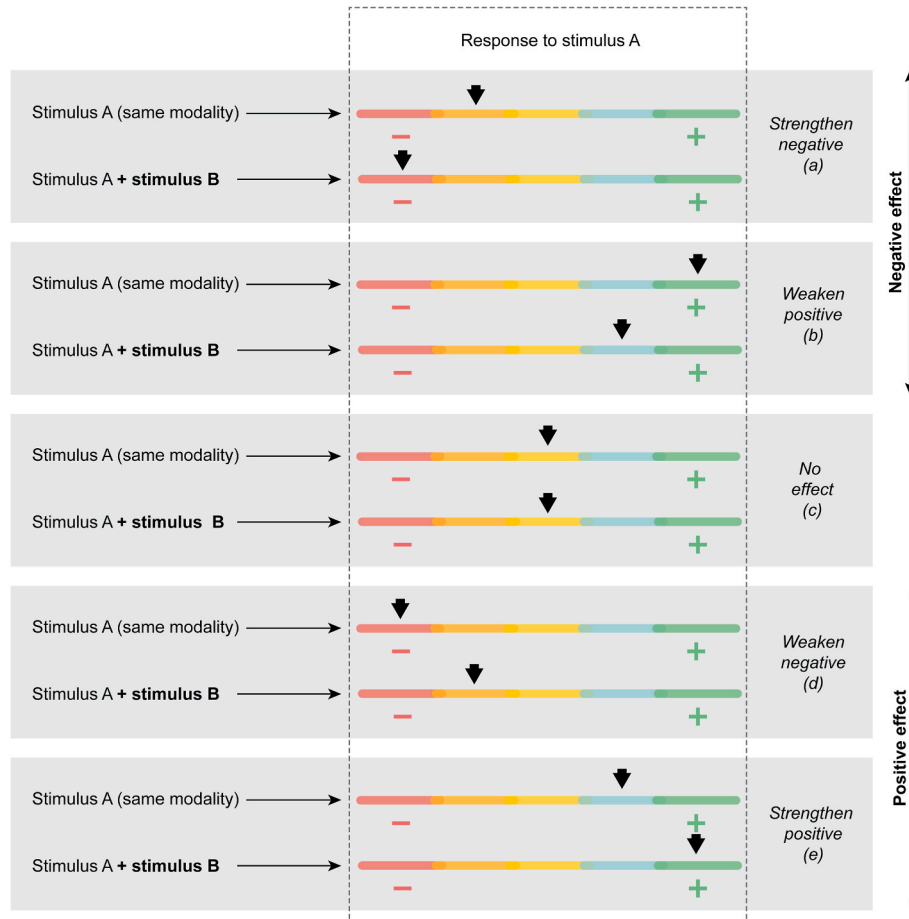 Response to stimulus A
Stimulus A (same modality)
− +
Stimulus A + stimulus B
− +
Strengthen
negative
(a)
Stimulus A (same modality)
− +
Stimulus A + stimulus B
− +
Weaken
positive
(b)
Negative effect
Stimulus A (same modality)
− +
Stimulus A + stimulus B
− +
No
effect
(c)
Stimulus A (same modality)
− +
Stimulus A + stimulus B
− +
Weaken
negative
(d)
Stimulus A (same modality)
− +
Stimulus A + stimulus B
− +
Strengthen
positive
(e)
Positive effect